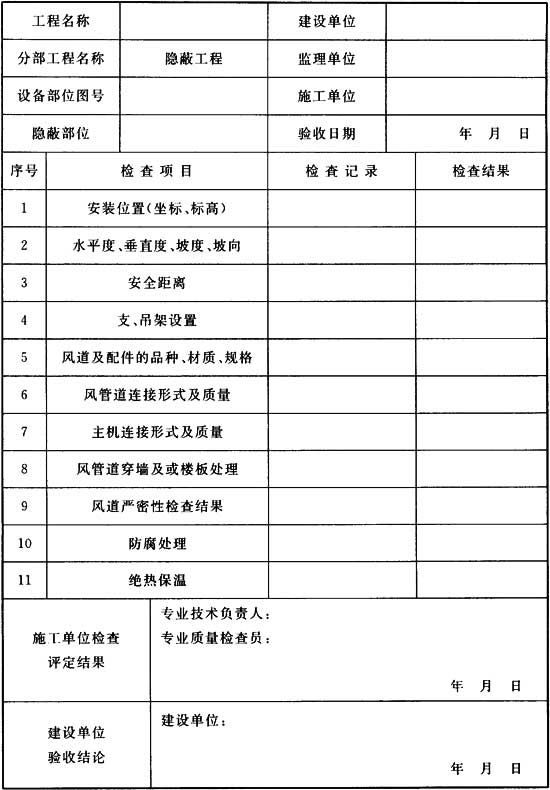 工程名称 建设单位
分部工程名称 隐蔽工程 监理单位
设备部位图号 施工单位
隐蔽部位 验收日期 年 月 日
序号 检查项目 检查记录 检查结果
1 安装位置(坐标、标高)
2 水平度、垂直度、坡度、坡向
3 安全距离
4 支、吊架设置
5 风道及配件的品种、材质、规格
6 风管道连接形式及质量
7 主机连接形式及质量
8 风管道穿墙及或楼板处理
9 风道严密性检查结果
10 防腐处理
11 绝热保温
施工单位检查
评定结果
专业技术负责人:
专业质量检查员:
年 月 日
建设单位
验收结论
建设单位:
年 月 日